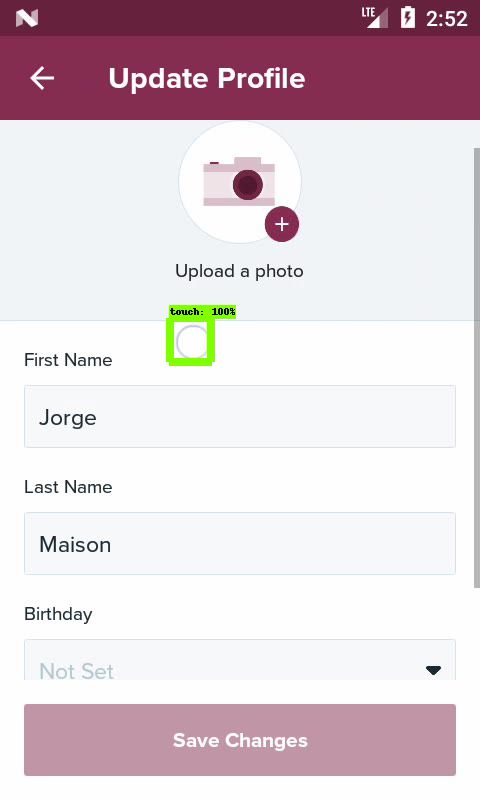 LTE 2:52
Update Profile
Upload a photo
touch: 100%
First Name
Jorge
Last Name
Maison
Birthday
Not Set
Save Changes